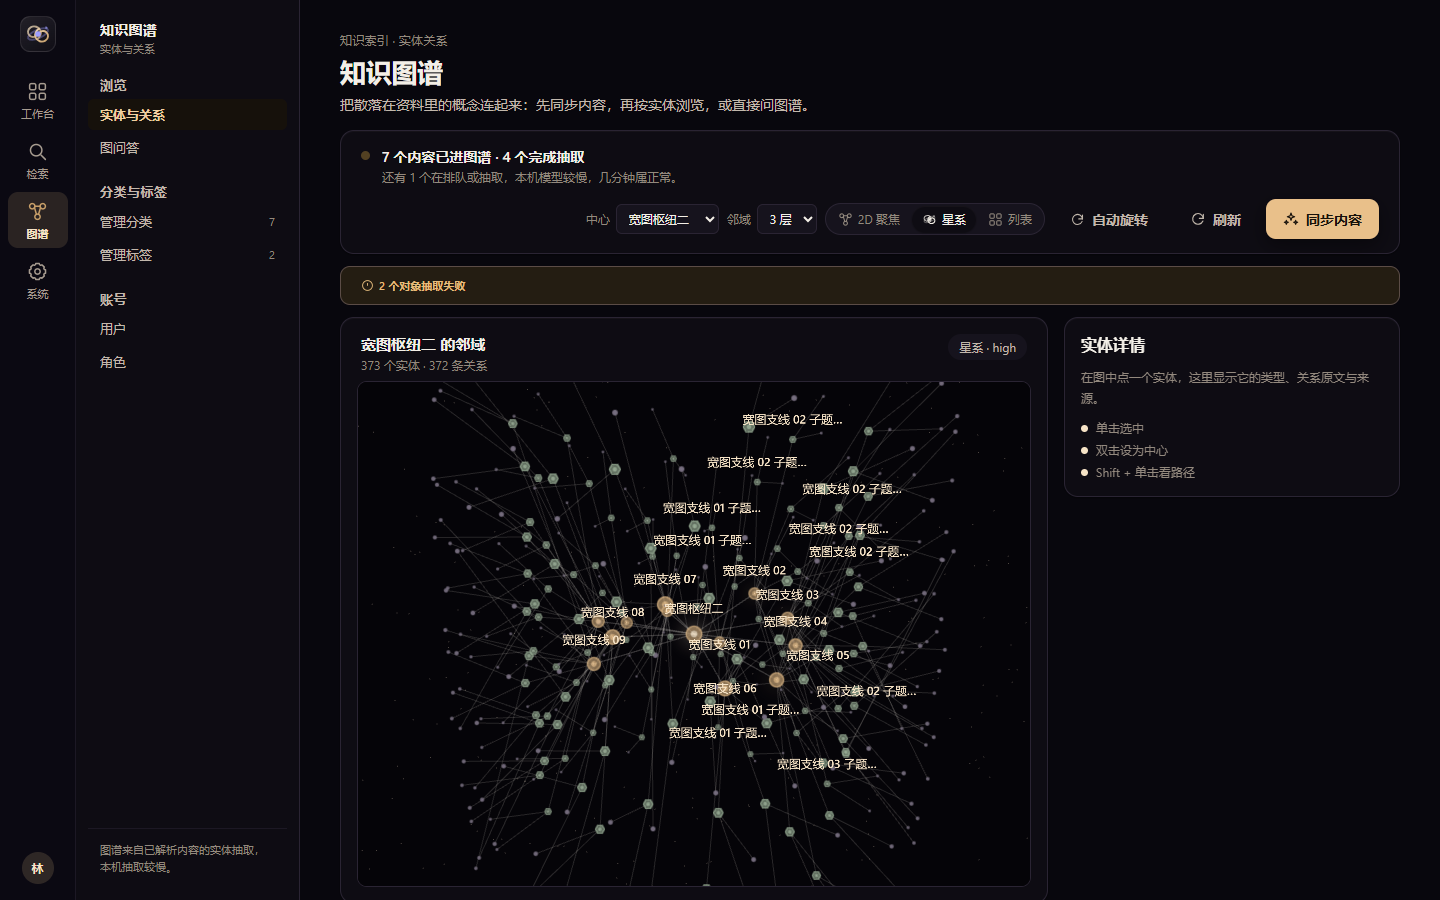 工作台
检索
图谱
系统
林
知识图谱
实体与关系
浏览
实体与关系
图问答
分类与标签
管理分类 7
管理标签 2
账号
用户
角色
图谱来自已解析内容的实体抽取，
本机抽取较慢。
知识索引 · 实体关系
知识图谱
把散落在资料里的概念连起来：先同步内容，再按实体浏览，或直接问图谱。
7 个内容已进图谱 · 4 个完成抽取
还有 1 个在排队或抽取，本机模型较慢，几分钟属正常。
中心 宽图枢纽二 邻域 3 层 2D 聚焦 星系 列表 自动旋转 刷新 同步内容
2 个对象抽取失败
宽图枢纽二 的邻域
373 个实体 · 372 条关系
星系 · high
宽图支线 02 子题...
宽图支线 02 子题...
宽图支线 02 子题...
宽图支线 01 子题...
宽图支线 02 子题...
宽图支线 01 子题...
宽图支线 02 子题...
宽图支线 02
宽图支线 07
宽图支线 03
宽图枢纽二
宽图支线 08
宽图支线 04
宽图支线 09
宽图支线 01
宽图支线 05
宽图支线 06
宽图支线 02 子题...
宽图支线 01 子题...
宽图支线 01 子题...
宽图支线 03 子题...
实体详情
在图中点一个实体，这里显示它的类型、关系原文与来
源。
单击选中
双击设为中心
Shift + 单击看路径